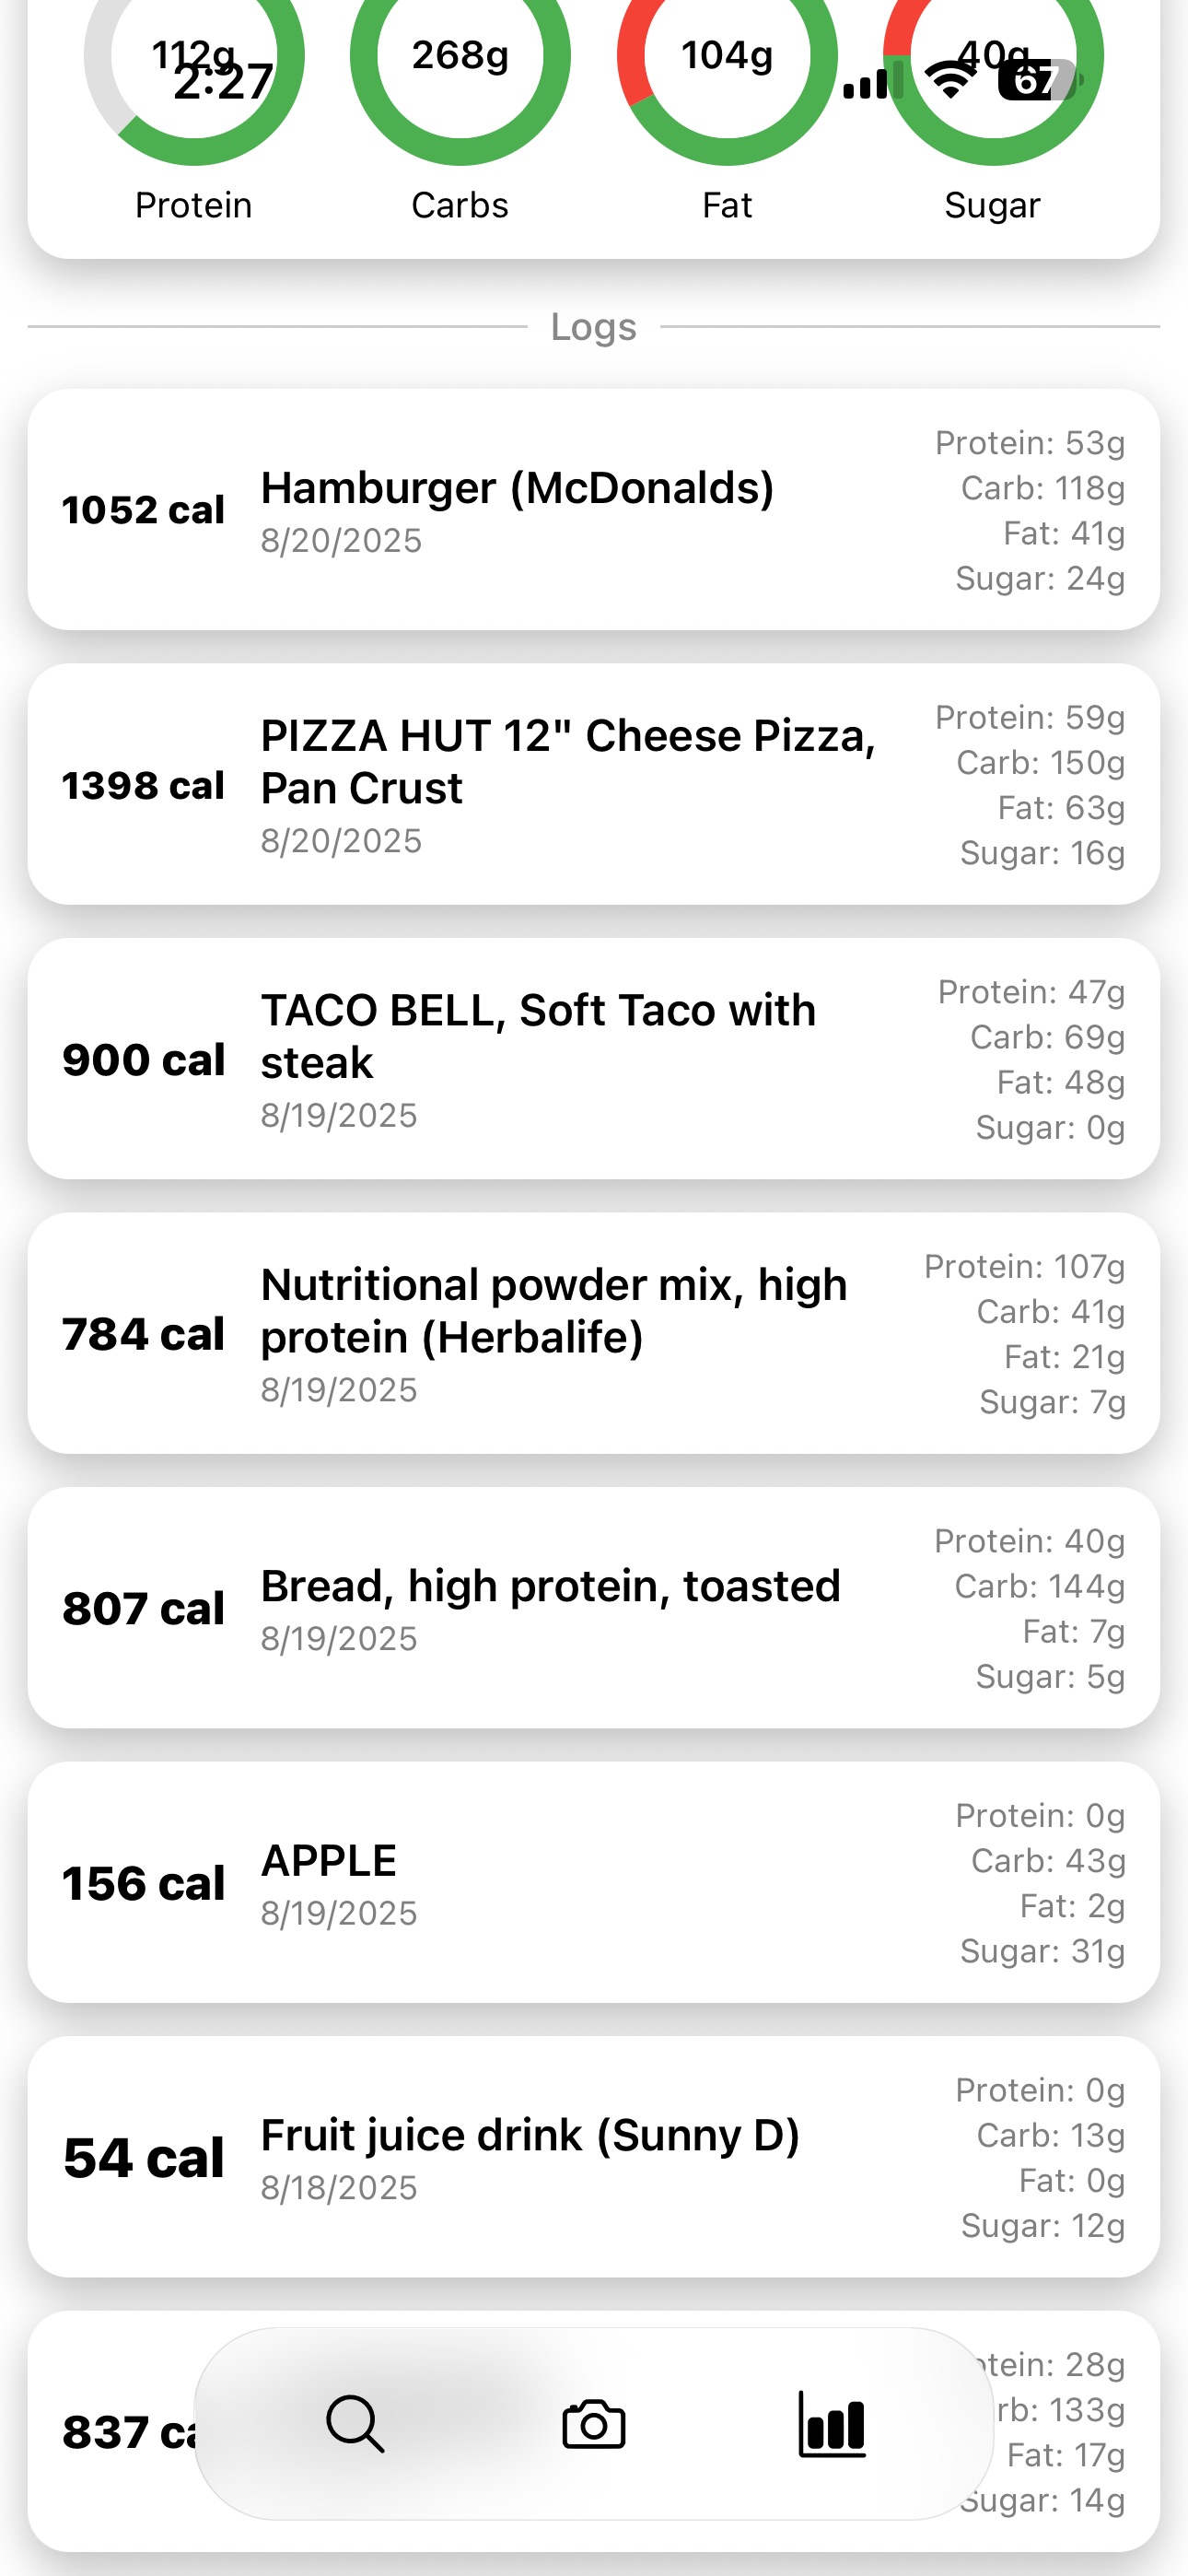 112g 268g 104g 40g
2:27 67
Protein Carbs Fat Sugar
Logs
1052 cal
Hamburger (McDonalds)
8/20/2025
Protein: 53g
Carb: 118g
Fat: 41g
Sugar: 24g
1398 cal
PIZZA HUT 12" Cheese Pizza,
Pan Crust
8/20/2025
Protein: 59g
Carb: 150g
Fat: 63g
Sugar: 16g
900 cal
TACO BELL, Soft Taco with
steak
8/19/2025
Protein: 47g
Carb: 69g
Fat: 48g
Sugar: 0g
784 cal
Nutritional powder mix, high
protein (Herbalife)
8/19/2025
Protein: 107g
Carb: 41g
Fat: 21g
Sugar: 7g
807 cal
Bread, high protein, toasted
8/19/2025
Protein: 40g
Carb: 144g
Fat: 7g
Sugar: 5g
156 cal
APPLE
8/19/2025
Protein: 0g
Carb: 43g
Fat: 2g
Sugar: 31g
54 cal
Fruit juice drink (Sunny D)
8/18/2025
Protein: 0g
Carb: 13g
Fat: 0g
Sugar: 12g
837 ca
tein: 28g
rb: 133g
Fat: 17g
Sugar: 14g